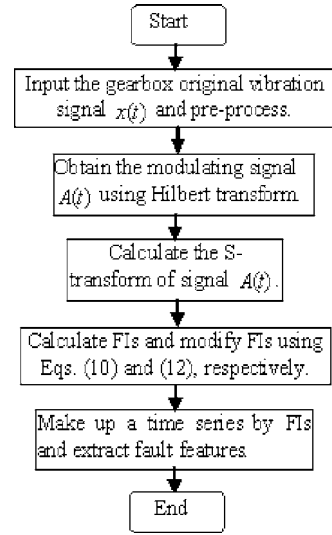 Start
Input the gearbox original vibration
signal x(t) and pre-process.
Obtain the modulating signal
A(t) using Hilbert transform.
Calculate the S-
transform of signal A(t).
Calculate FIs and modify FIs using
Eqs. (10) and (12), respectively.
Make up a time series by FIs
and extract fault features.
End